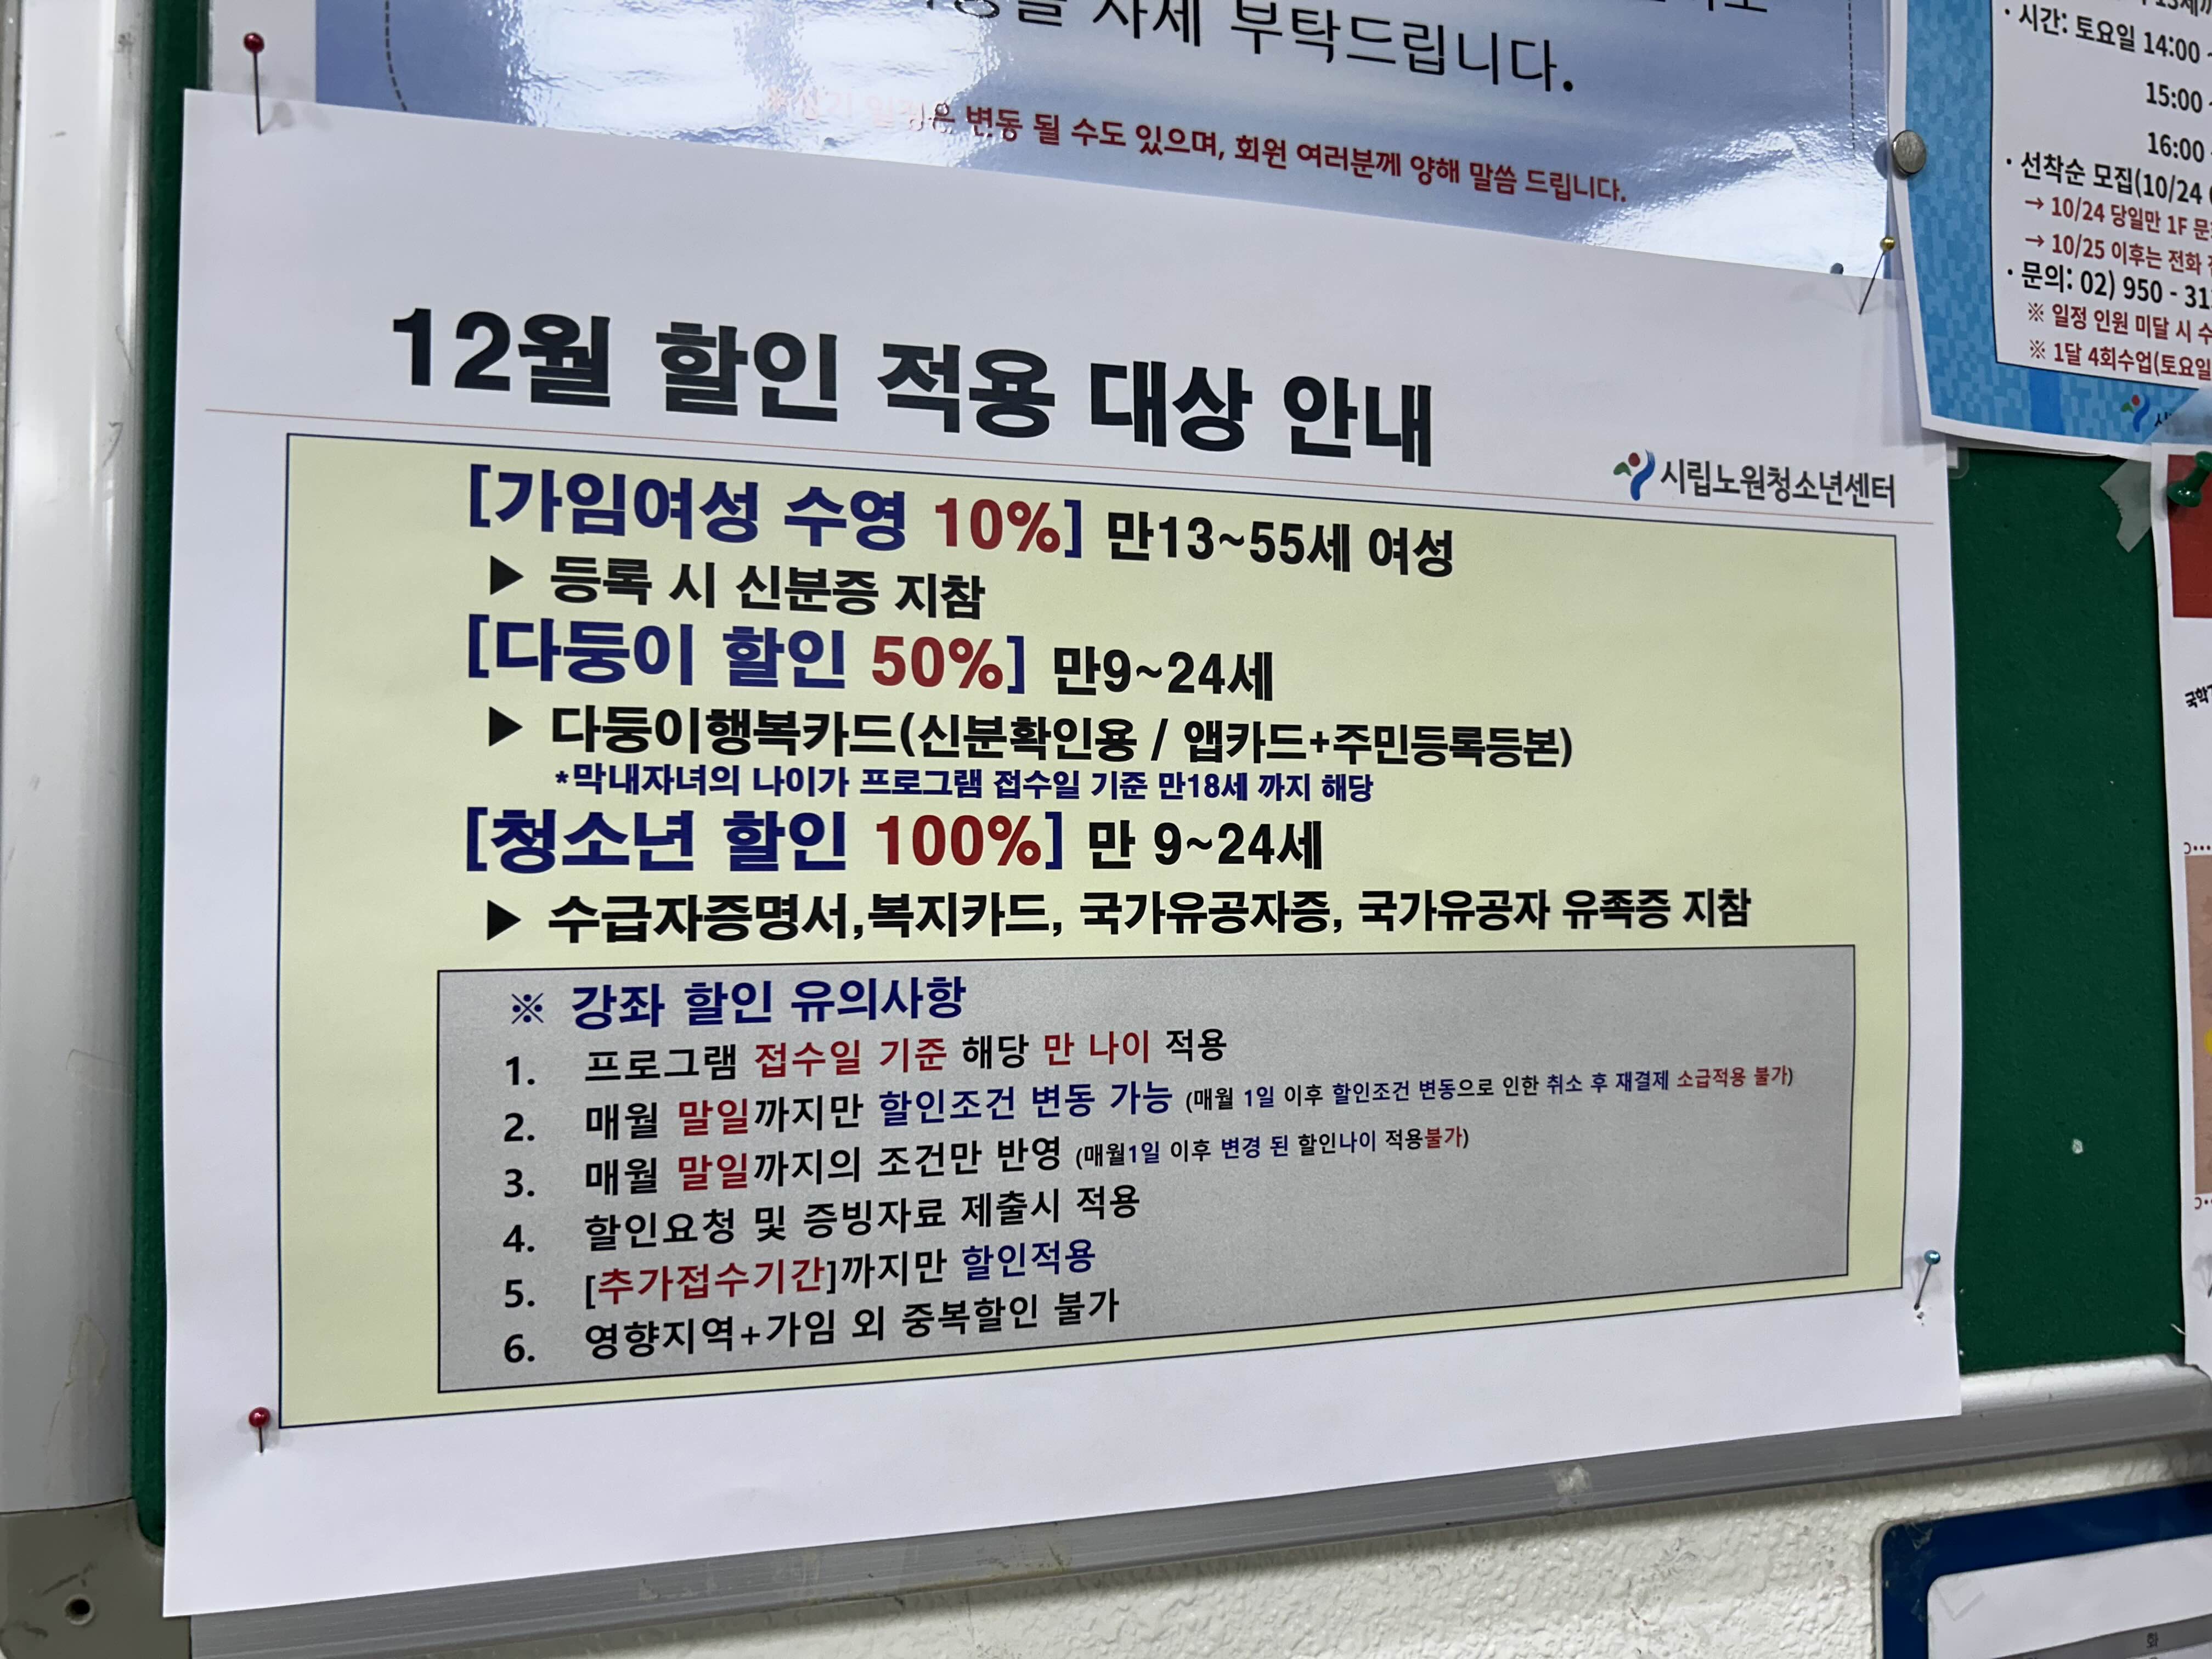 자제 부탁드립니다.
변동 될 수도 있으며, 회원 여러분께 양해 말씀 드립니다.
12월 할인 적용 대상 안내
시립노원청소년센터
[가임여성 수영 10%] 만13~55세 여성
▶ 등록 시 신분증 지참
[다둥이 할인 50%] 만9~24세
▶ 다둥이행복카드(신분확인용 / 앱카드+주민등록등본)
*막내자녀의 나이가 프로그램 접수일 기준 만18세 까지 해당
[청소년 할인 100%] 만 9~24세
▶ 수급자증명서,복지카드, 국가유공자증, 국가유공자 유족증 지참
※ 강좌 할인 유의사항
1. 프로그램 접수일 기준 해당 만 나이 적용
2. 매월 말일까지만 할인조건 변동 가능 (매월 1일 이후 할인조건 변동으로 인한 취소 후 재결제 소급적용 불가)
3. 매월 말일까지의 조건만 반영 (매월1일 이후 변경 된 할인나이 적용불가)
4. 할인요청 및 증빙자료 제출시 적용
5. [추가접수기간]까지만 할인적용
6. 영향지역+가임 외 중복할인 불가
· 시간: 토요일 14:00
15:00
16:00
· 선착순 모집(10/24
→ 10/24 당일만 1F
→ 10/25 이후는 전화
· 문의: 02) 950 - 31
※ 일정 인원 미달 시
※ 1달 4회수업(토요일